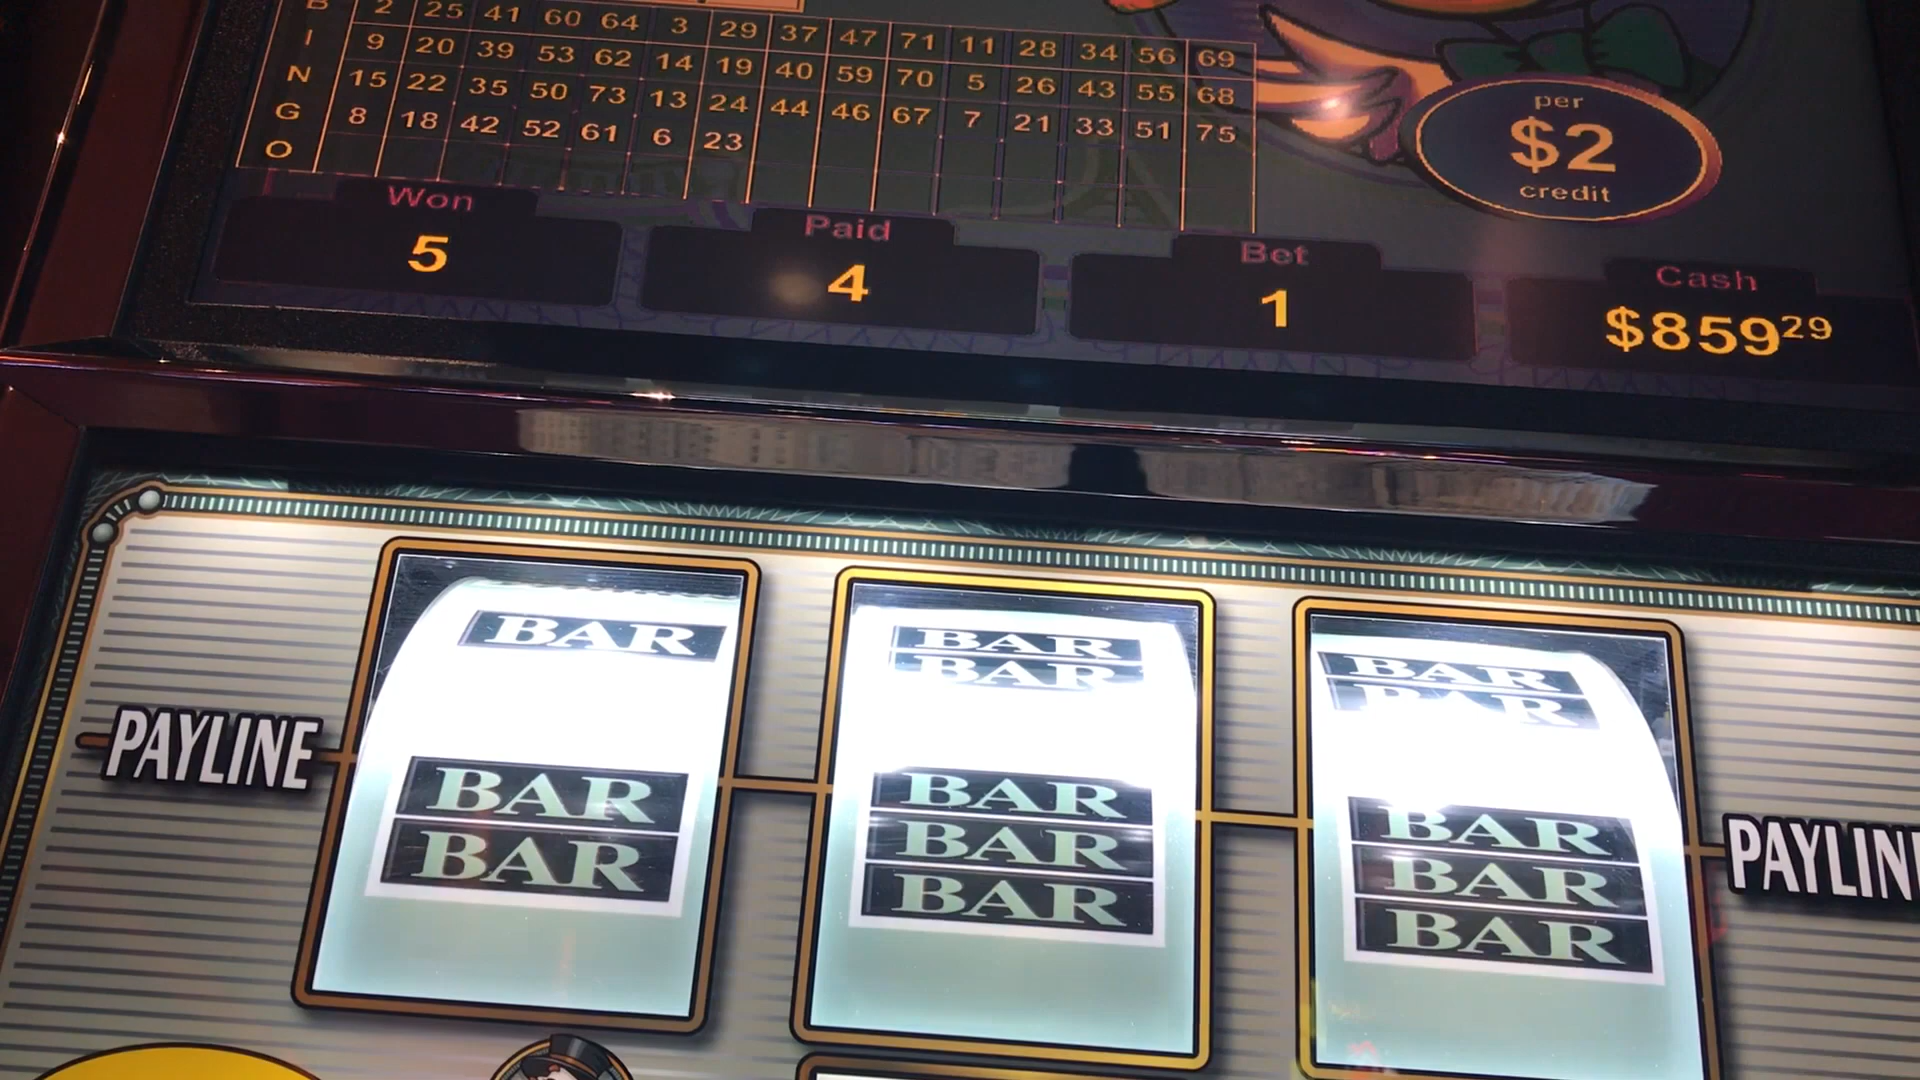 B 2 25 41 60 64 3 29 37 47 71 11 28 34 56 69
I 9 20 39 53 62 14 19 40 59 70 5 26 43 55 68
N 15 22 35 50 73 13 24 44 46 67 7 21 33 51 75
G 8 18 42 52 61 6 23
O
per
$2
credit
Won
5
Paid
4
Bet
1
Cash
$859 29
BAR
BAR
BAR
BAR
BAR
PAYLINE
BAR
BAR
BAR
BAR
BAR
BAR
BAR
BAR
PAYLIN